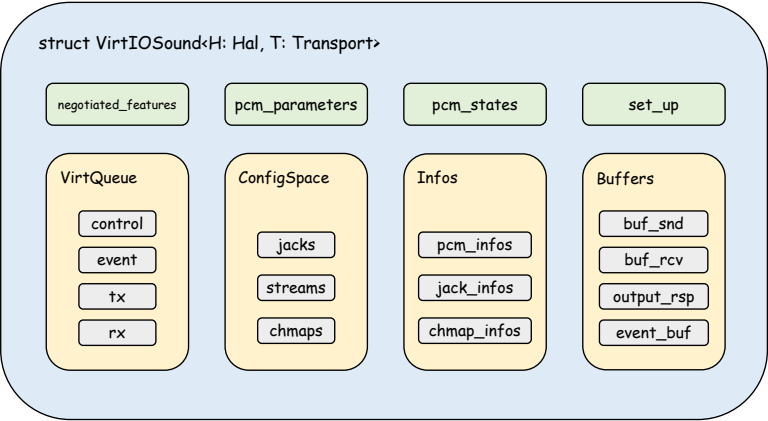 struct VirtIOSound<H: Hal, T: Transport>
negotiated_features
pcm_parameters
pcm_states
set_up
VirtQueue
control
event
tx
rx
ConfigSpace
jacks
streams
chmaps
Infos
pcm_infos
jack_infos
chmap_infos
Buffers
buf_snd
buf_rcv
output_rsp
event_buf